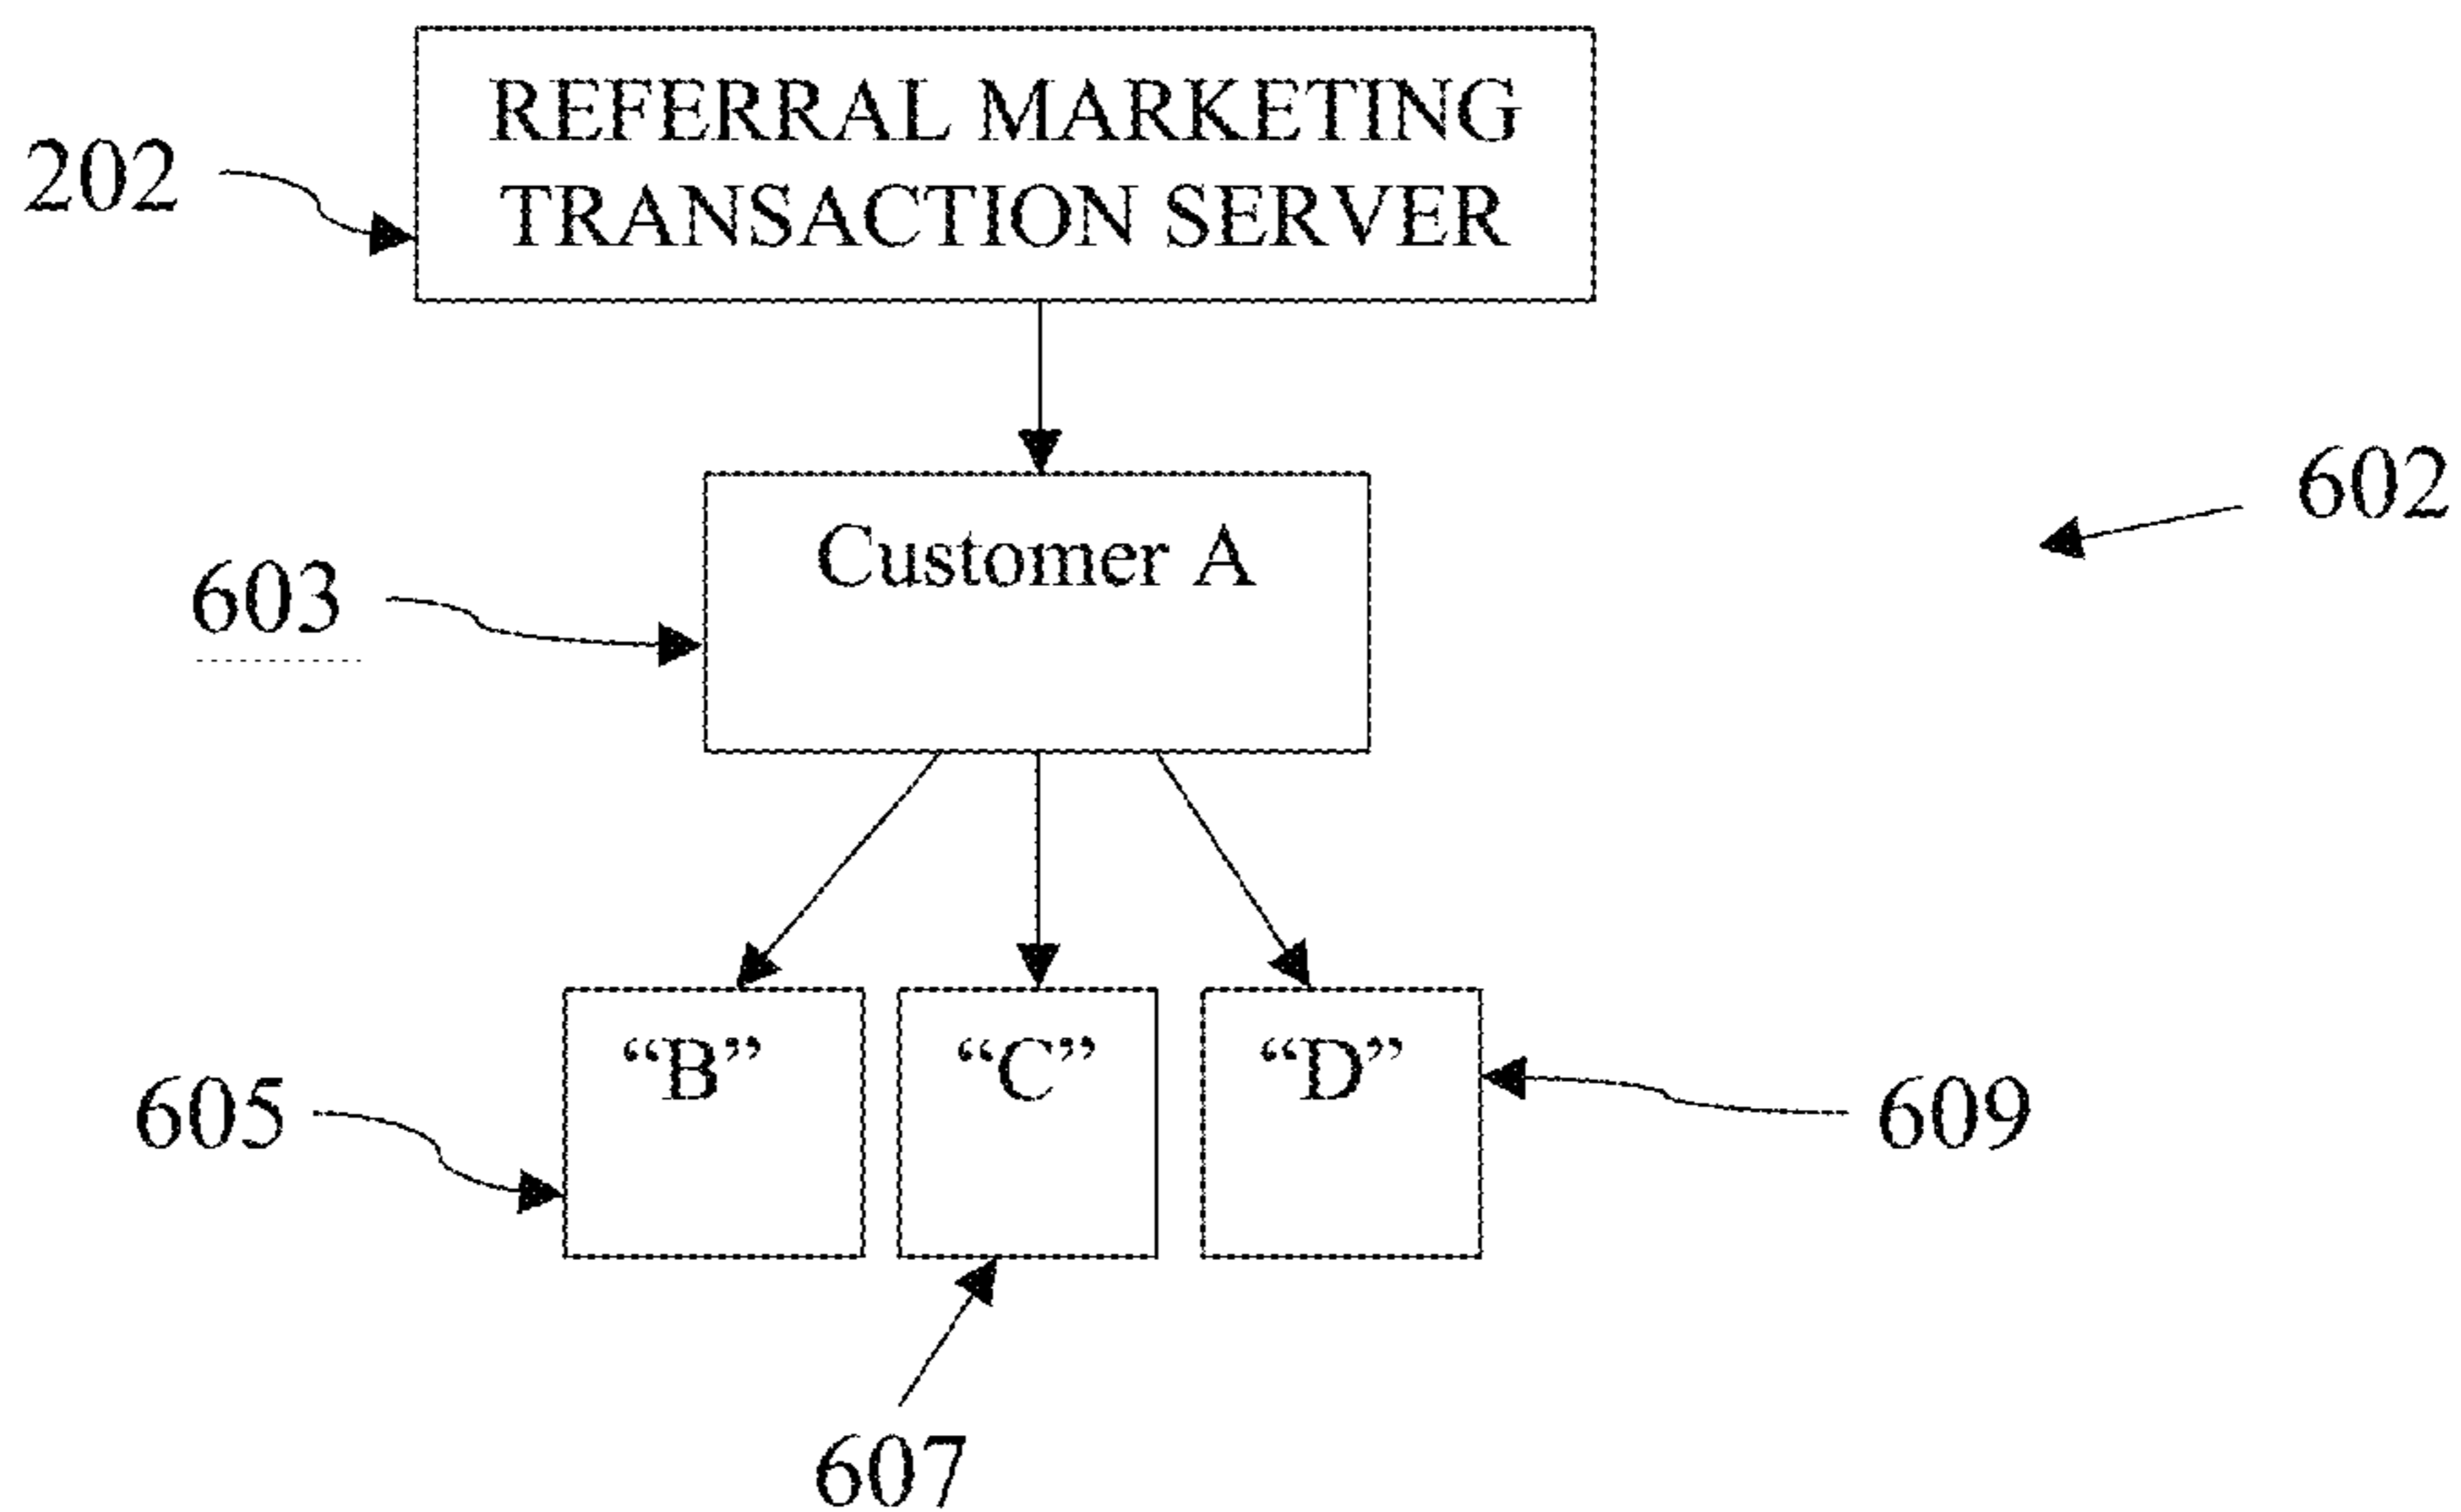 REFERRAL MARKETING
TRANSACTION SERVER
202
602
Customer A
603
“B”
“C”
“D”
605
609
607